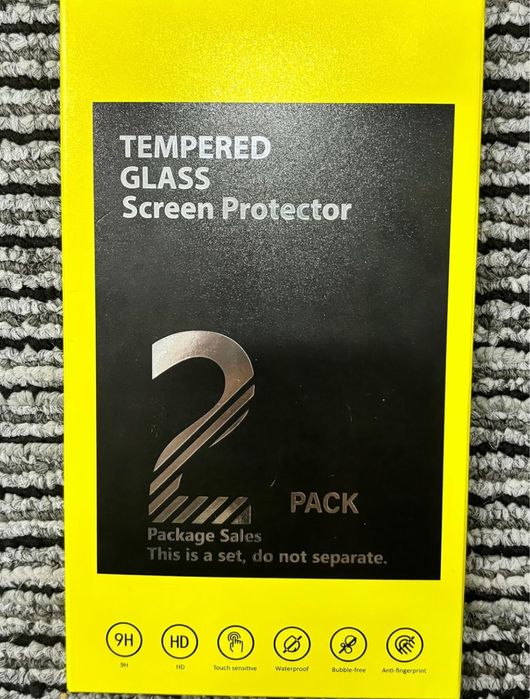 TEMPERED
GLASS
Screen Protector
2
PACK
Package Sales
This is a set, do not separate.
9H HD
9H HD Touch sensitive Waterproof Bubble-free Anti-fingerprint